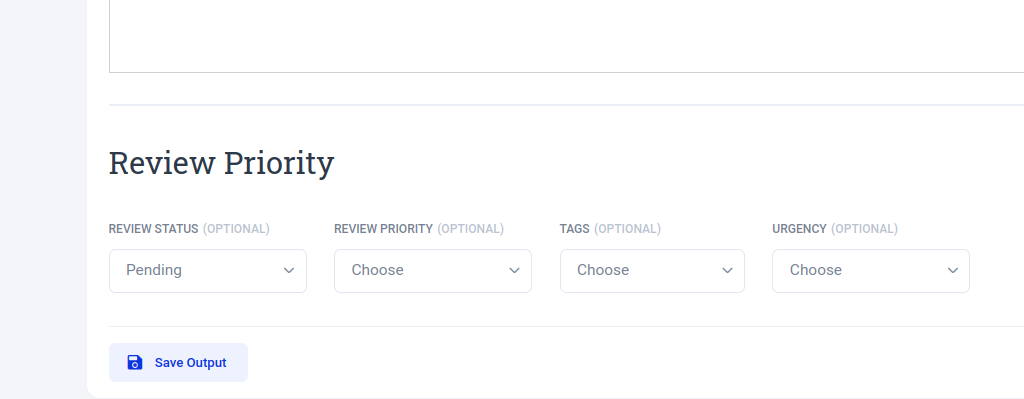 Review Priority
REVIEW STATUS (OPTIONAL) REVIEW PRIORITY (OPTIONAL) TAGS (OPTIONAL) URGENCY (OPTIONAL)
Pending Choose Choose Choose
Save Output